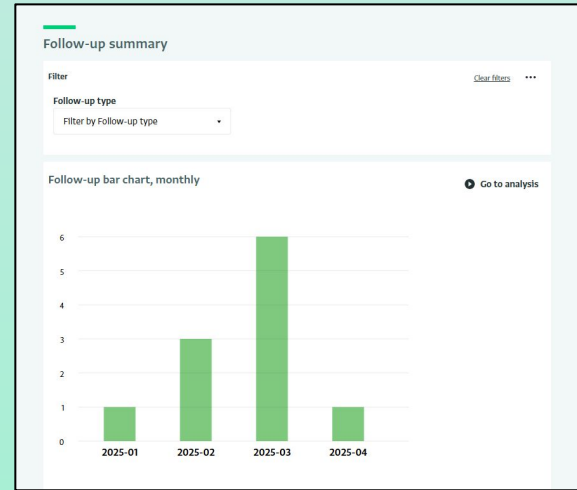 Follow-up summary
Filter
Clear filters •••
Follow-up type
Filter by Follow-up type
Follow-up bar chart, monthly
Go to analysis
6
5
4
3
2
1
0
2025-01 2025-02 2025-03 2025-04